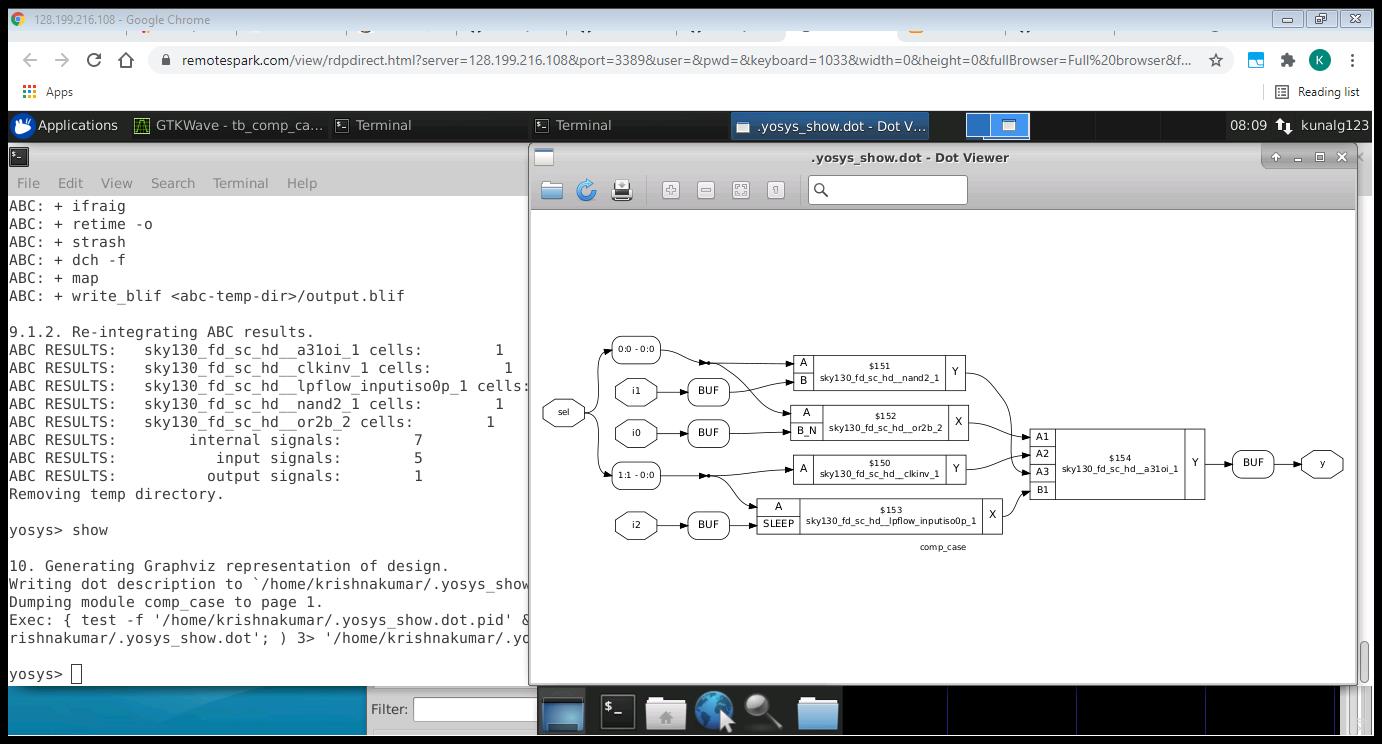 128.199.216.108 - Google Chrome
remotespark.com/view/rdpdirect.html?server=128.199.216.108&port=3389&user=&pwd=&keyboard=1033&width=0&height=0&fullBrowser=Full%20browser&f...
K
Apps
Reading list
Applications
GTKWave - tb_comp_ca...
Terminal
Terminal
.yosys_show.dot - Dot V...
08:09
kunalg123
File Edit View Search Terminal Help
ABC: + ifraig
ABC: + retime -o
ABC: + strash
ABC: + dch -f
ABC: + map
ABC: + write_blif <abc-temp-dir>/output.blif
9.1.2. Re-integrating ABC results.
ABC RESULTS:   sky130_fd_sc_hd__a31oi_1 cells:        1
ABC RESULTS:   sky130_fd_sc_hd__clkinv_1 cells:        1
ABC RESULTS:   sky130_fd_sc_hd__lpflow_inputiso0p_1 cells:
ABC RESULTS:   sky130_fd_sc_hd__nand2_1 cells:        1
ABC RESULTS:   sky130_fd_sc_hd__or2b_2 cells:        1
ABC RESULTS:        internal signals:        7
ABC RESULTS:           input signals:        5
ABC RESULTS:          output signals:        1
Removing temp directory.
yosys> show
10. Generating Graphviz representation of design.
Writing dot description to `/home/krishnakumar/.yosys_show
Dumping module comp_case to page 1.
Exec: { test -f '/home/krishnakumar/.yosys_show.dot.pid' &
rishnakumar/.yosys_show.dot'; ) 3> '/home/krishnakumar/.yo
yosys>
.yosys_show.dot - Dot Viewer
sel
0:0 - 0:0
i1
BUF
i0
BUF
1:1 - 0:0
i2
BUF
A
B
$151
sky130_fd_sc_hd__nand2_1
Y
A
B_N
$152
sky130_fd_sc_hd__or2b_2
X
A
$150
sky130_fd_sc_hd__clkinv_1
Y
A
SLEEP
$153
sky130_fd_sc_hd__lpflow_inputiso0p_1
X
A1
A2
A3
B1
$154
sky130_fd_sc_hd__a31oi_1
Y
BUF
y
comp_case
Filter: